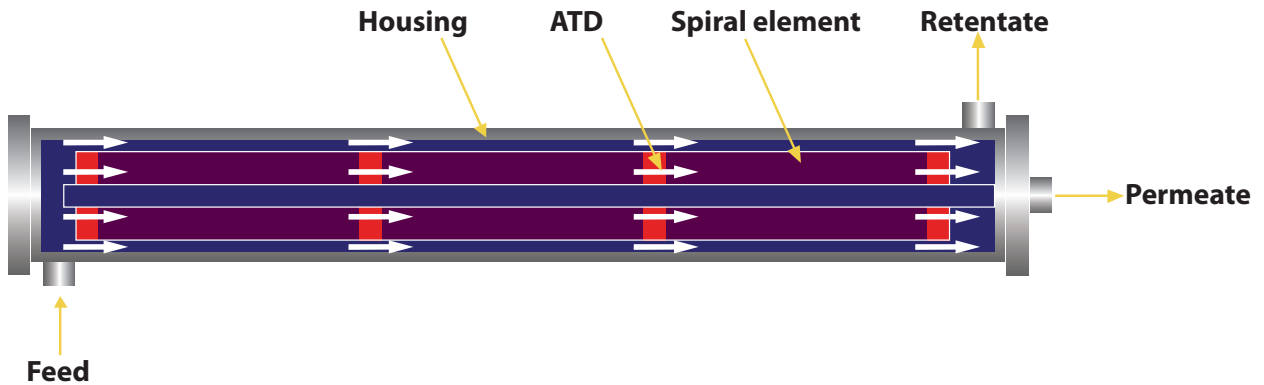 Housing
ATD
Spiral element
Retentate
Permeate
Feed